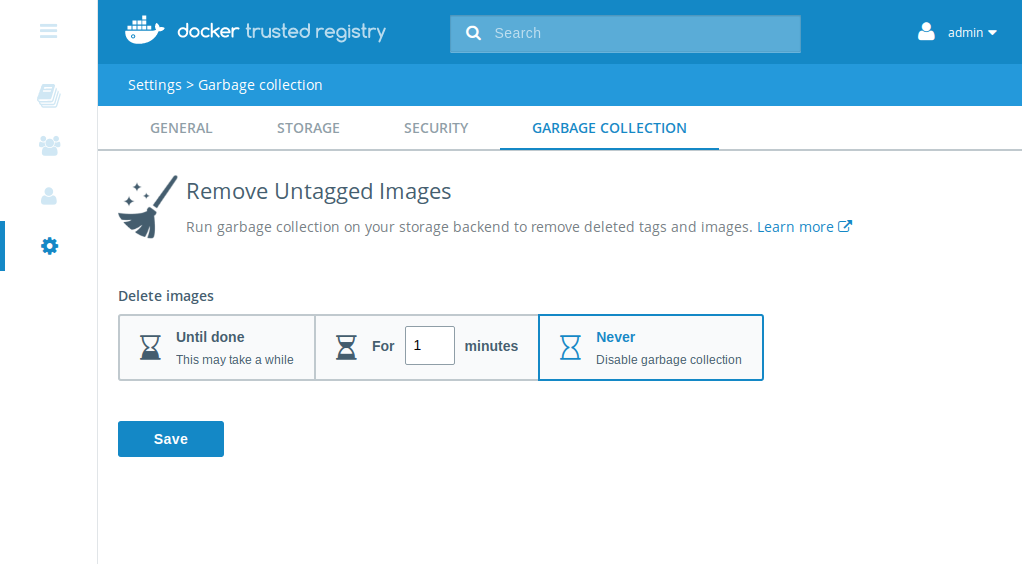 docker trusted registry
Search
admin
Settings > Garbage collection
GENERAL
STORAGE
SECURITY
GARBAGE COLLECTION
Remove Untagged Images
Run garbage collection on your storage backend to remove deleted tags and images. Learn more
Delete images
Until done
This may take a while
For 1 minutes
Never
Disable garbage collection
Save